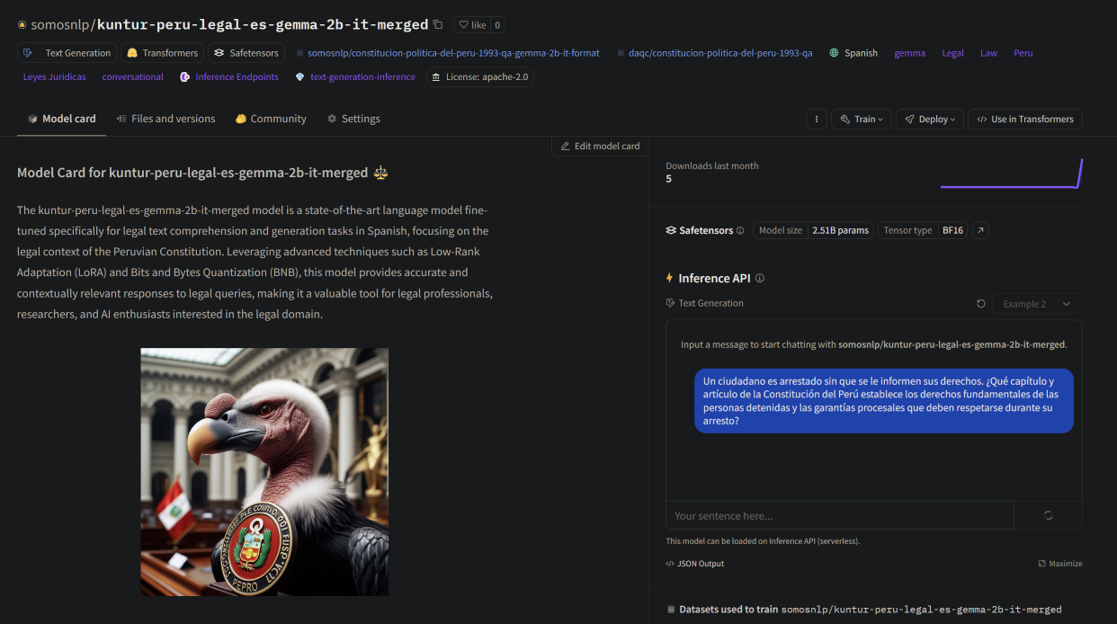 somosnlp/kuntur-peru-legal-es-gemma-2b-it-merged
like 0
Text Generation
Transformers
Safetensors
somosnlp/constitucion-politica-del-peru-1993-qa-gemma-2b-it-format
daqc/constitucion-politica-del-peru-1993-qa
Spanish
gemma
Legal
Law
Peru
Leyes Juridicas
conversational
Inference Endpoints
text-generation-inference
License: apache-2.0
Model card
Files and versions
Community
Settings
Train
Deploy
</> Use in Transformers
Edit model card
Model Card for kuntur-peru-legal-es-gemma-2b-it-merged
The kuntur-peru-legal-es-gemma-2b-it-merged model is a state-of-the-art language model fine-
tuned specifically for legal text comprehension and generation tasks in Spanish, focusing on the
legal context of the Peruvian Constitution. Leveraging advanced techniques such as Low-Rank
Adaptation (LoRA) and Bits and Bytes Quantization (BNB), this model provides accurate and
contextually relevant responses to legal queries, making it a valuable tool for legal professionals,
researchers, and AI enthusiasts interested in the legal domain.
PEPRO
Downloads last month
5
Safetensors
Model size 2.51B params
Tensor type BF16
Inference API
Text Generation
Example 2
Input a message to start chatting with somosnlp/kuntur-peru-legal-es-gemma-2b-it-merged.
Un ciudadano es arrestado sin que se le informen sus derechos. ¿Qué capítulo y
artículo de la Constitución del Perú establece los derechos fundamentales de las
personas detenidas y las garantías procesales que deben respetarse durante su
arresto?
Your sentence here...
This model can be loaded on Inference API (serverless).
</> JSON Output
Maximize
Datasets used to train somosnlp/kuntur-peru-legal-es-gemma-2b-it-merged